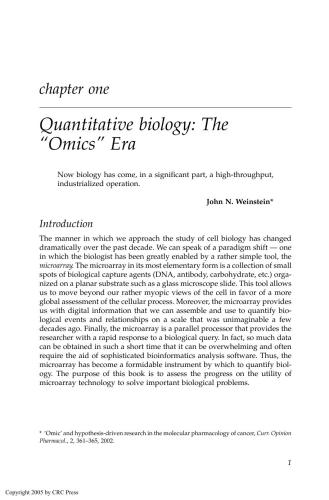 chapter one
Quantitative biology: The
“Omics” Era
Now biology has come, in a significant part, a high-throughput,
industrialized operation.
John N. Weinstein*
Introduction
The manner in which we approach the study of cell biology has changed
dramatically over the past decade. We can speak of a paradigm shift — one
in which the biologist has been greatly enabled by a rather simple tool, the
microarray. The microarray in its most elementary form is a collection of small
spots of biological capture agents (DNA, antibody, carbohydrate, etc.) orga-
nized on a planar substrate such as a glass microscope slide. This tool allows
us to move beyond our rather myopic views of the cell in favor of a more
global assessment of the cellular process. Moreover, the microarray provides
us with digital information that we can assemble and use to quantify bio-
logical events and relationships on a scale that was unimaginable a few
decades ago. Finally, the microarray is a parallel processor that provides the
researcher with a rapid response to a biological query. In fact, so much data
can be obtained in such a short time that it can be overwhelming and often
require the aid of sophisticated bioinformatics analysis software. Thus, the
microarray has become a formidable instrument by which to quantify biol-
ogy. The purpose of this book is to assess the progress on the utility of
microarray technology to solve important biological problems.
* ‘Omic’ and hypothesis-driven research in the molecular pharmacology of cancer, Curr. Opinion
Pharmacol., 2, 361–365, 2002.
1
Copyright 2005 by CRC Press